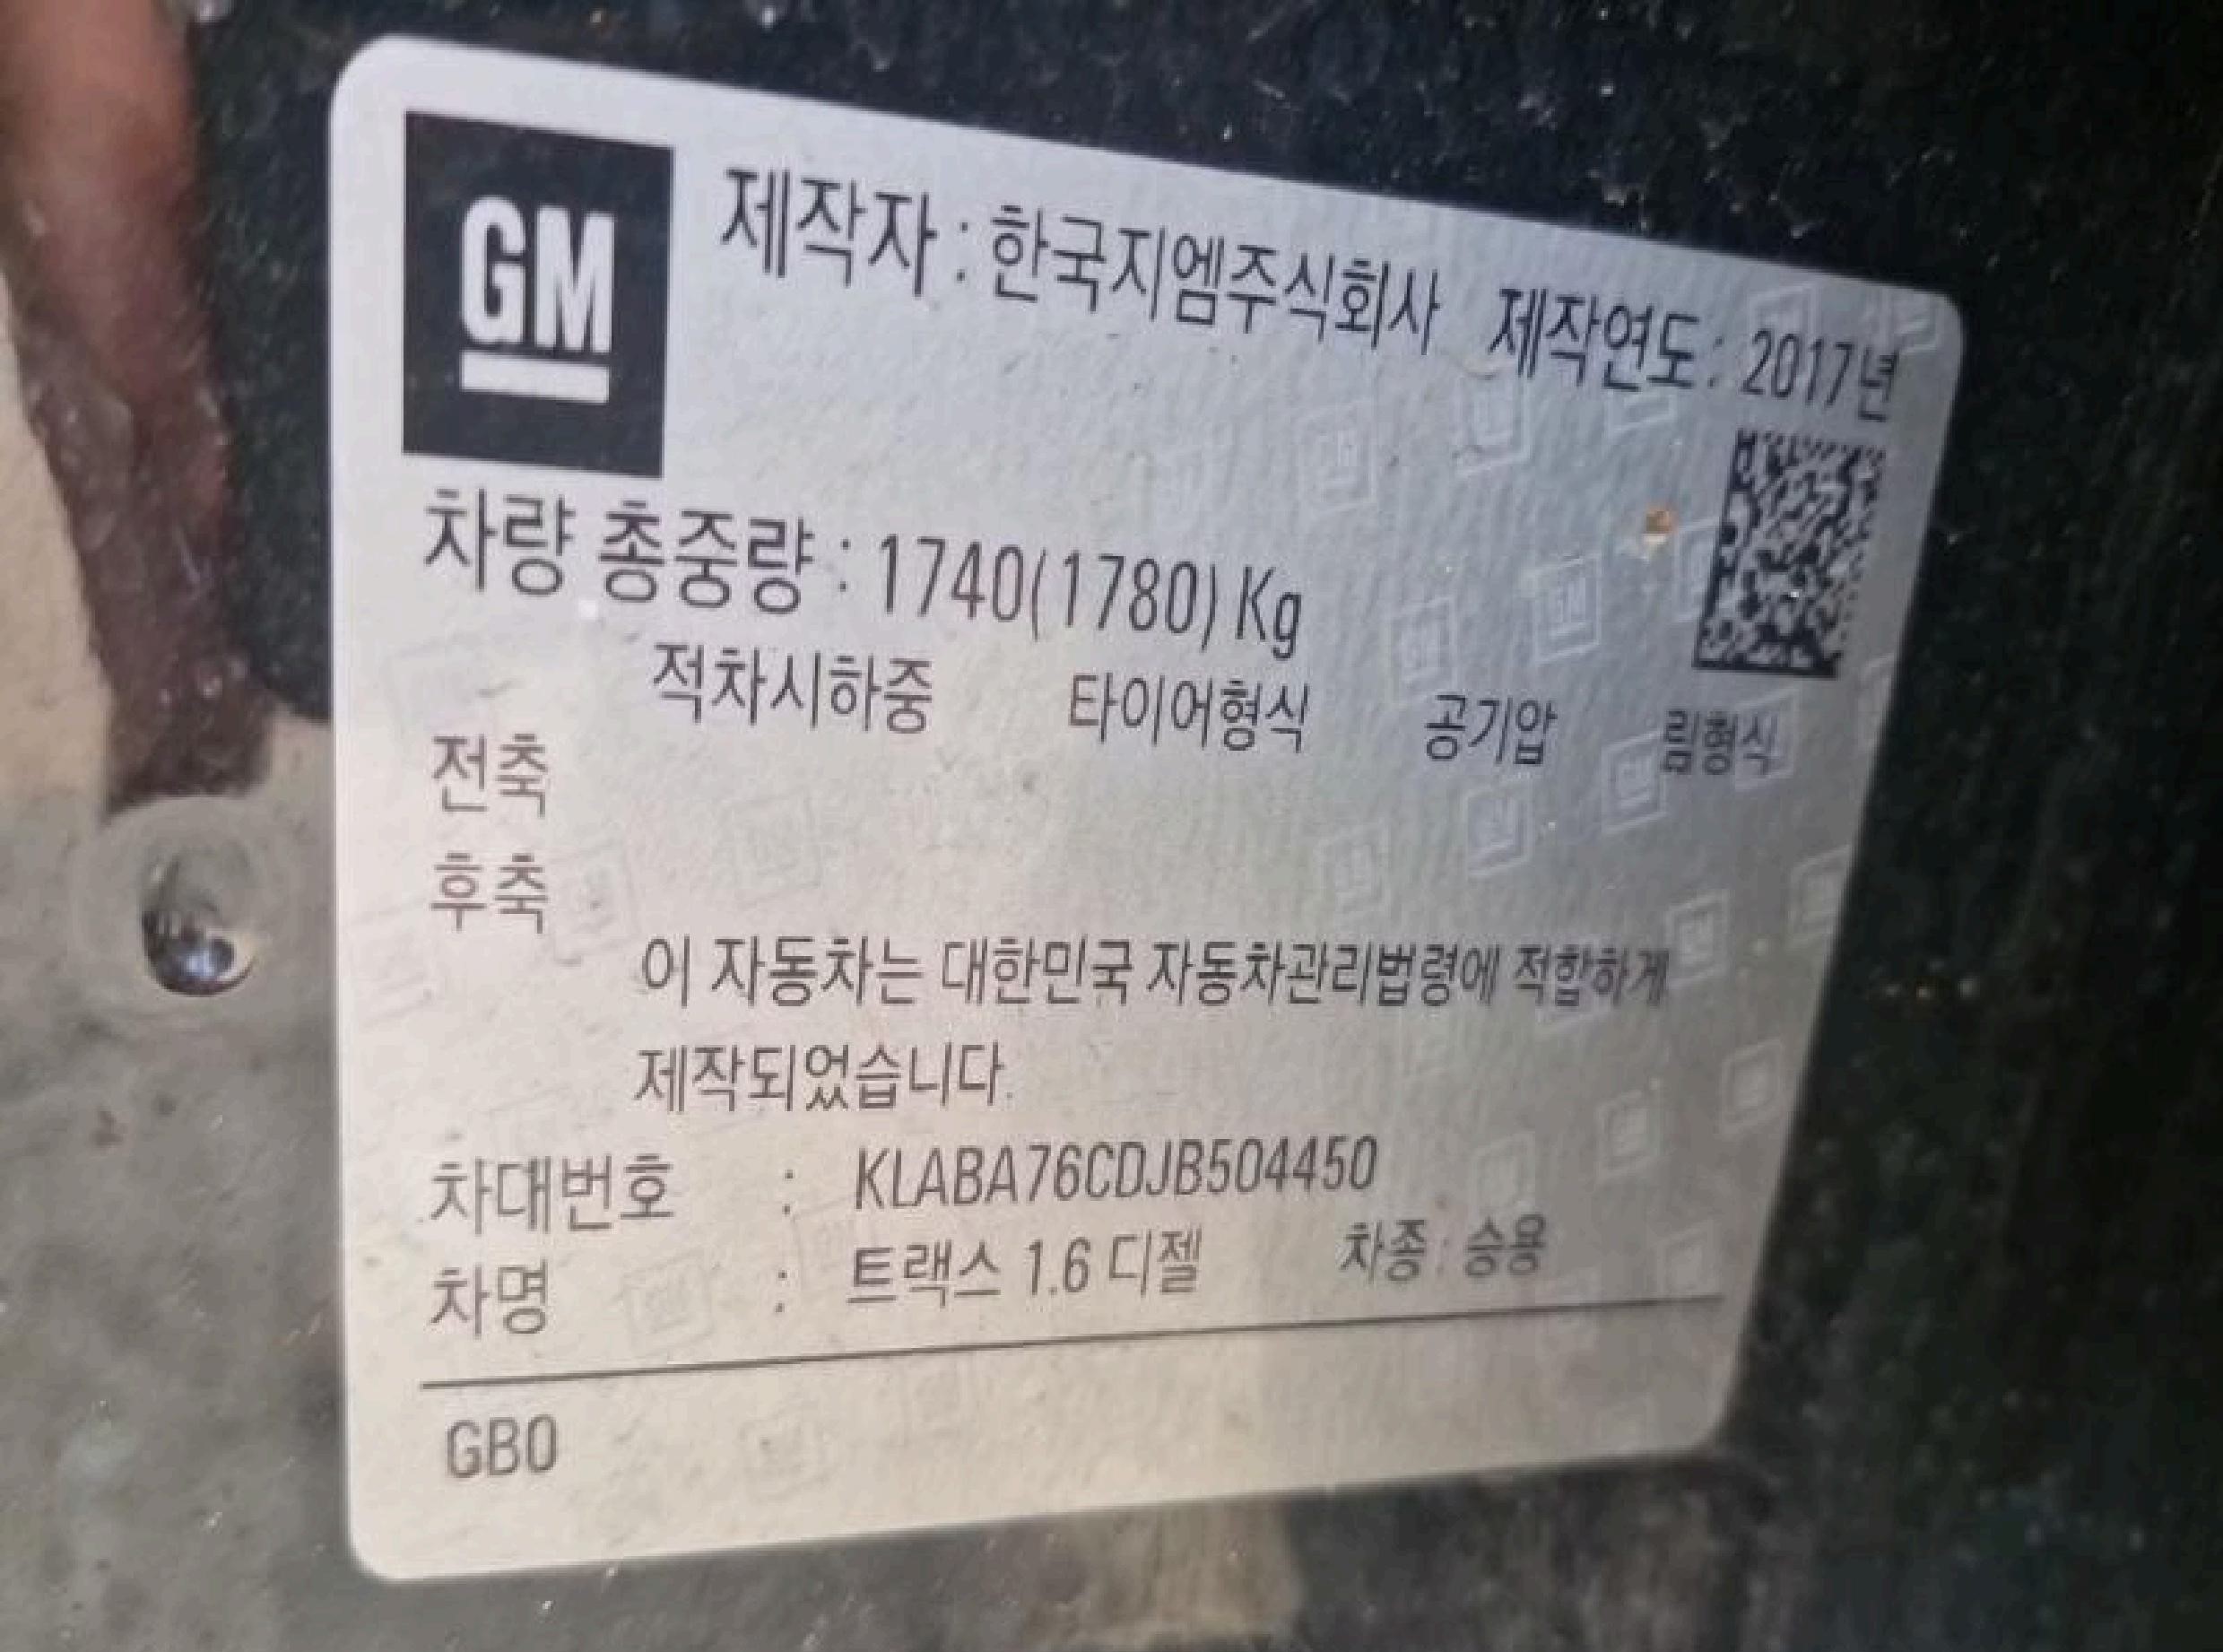 GM
제작자 : 한국지엠주식회사 제작연도 : 2017년
차량 총중량 : 1740(1780) Kg
적차시하중 타이어형식 공기압 림형식
전축
후축
이 자동차는 대한민국 자동차관리법령에 적합하게
제작되었습니다.
차대번호 : KLABA76CDJB504450
차명 : 트랙스 1.6 디젤 차종 : 승용
GB0